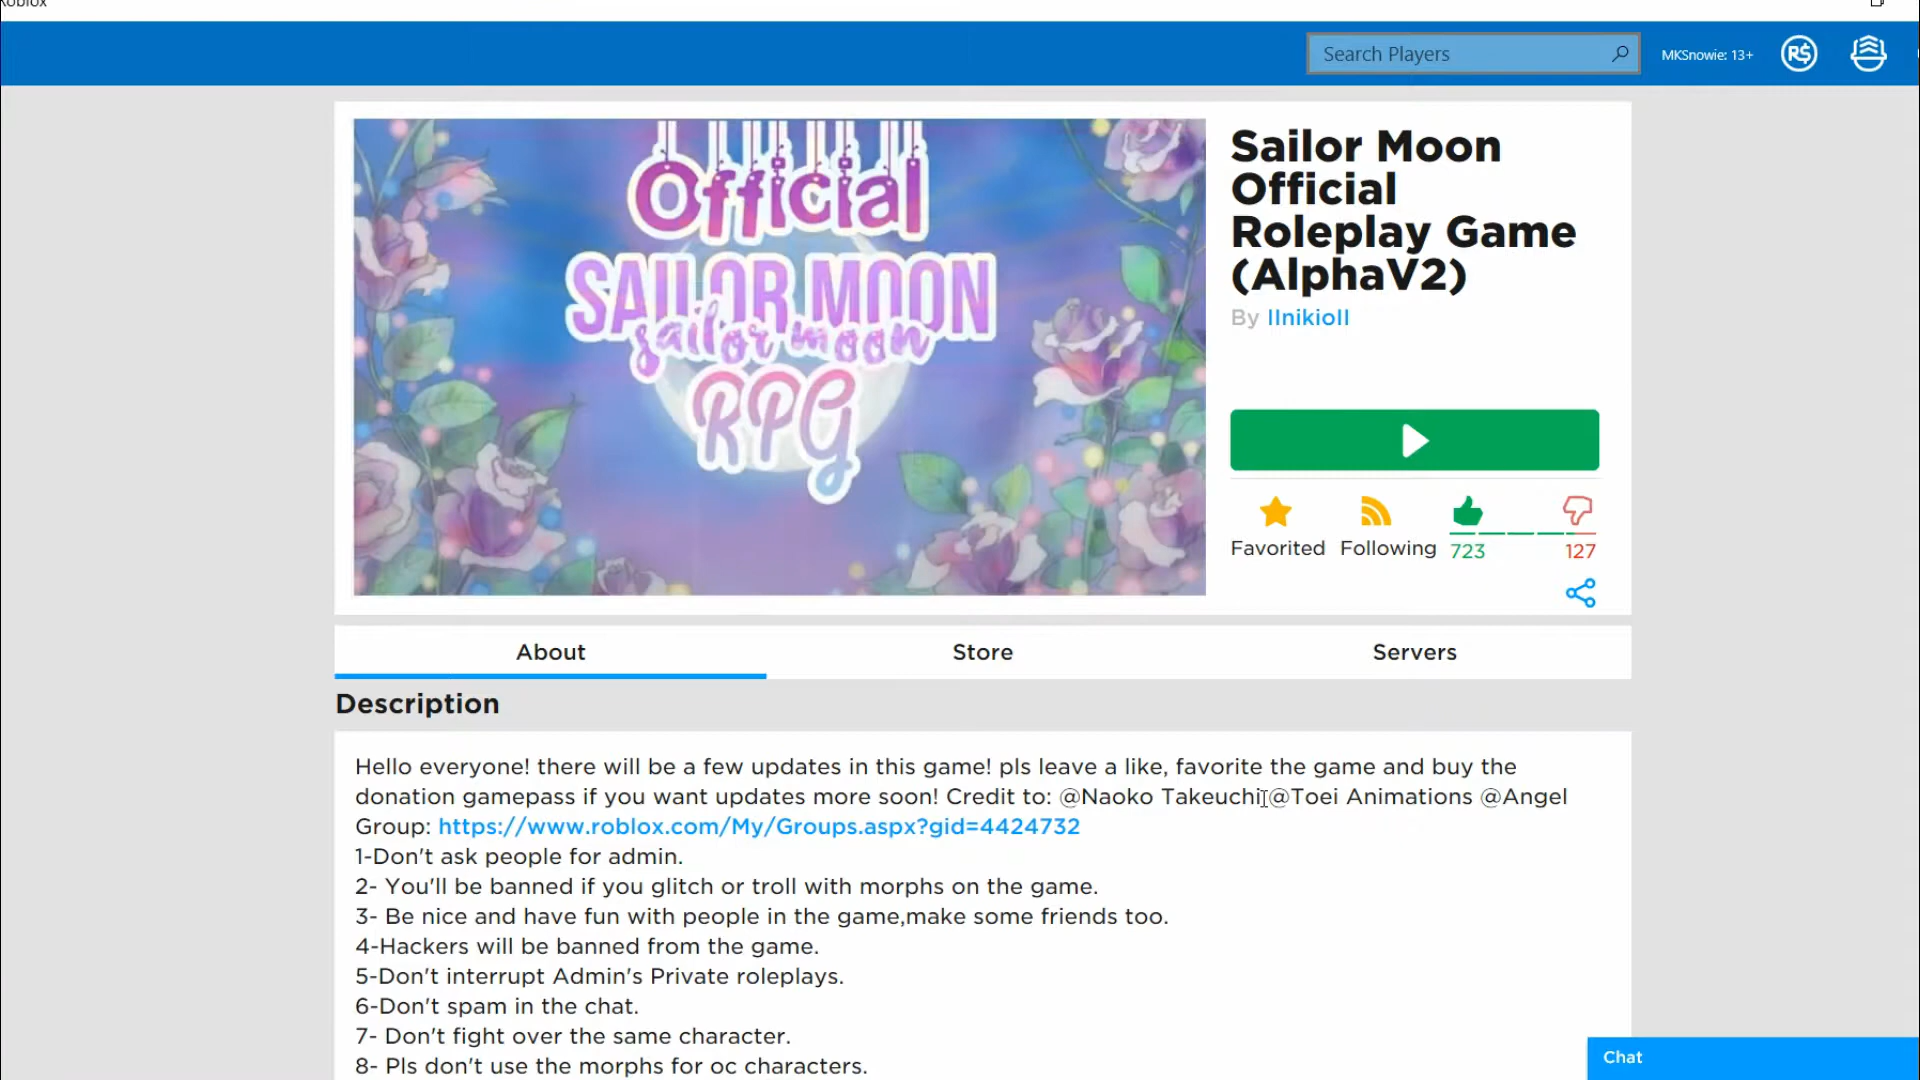 Roblox
Search Players
MKSnowie: 13+
R$
Official
SAILOR MOON
sailor moon
RPG
Sailor Moon
Official
Roleplay Game
(AlphaV2)
By IInikioII
Favorited
Following
723
127
About
Store
Servers
Description
Hello everyone! there will be a few updates in this game! pls leave a like, favorite the game and buy the
donation gamepass if you want updates more soon! Credit to: @Naoko Takeuchi @Toei Animations @Angel
Group: https://www.roblox.com/My/Groups.aspx?gid=4424732
1-Don't ask people for admin.
2- You'll be banned if you glitch or troll with morphs on the game.
3- Be nice and have fun with people in the game,make some friends too.
4-Hackers will be banned from the game.
5-Don't interrupt Admin's Private roleplays.
6-Don't spam in the chat.
7- Don't fight over the same character.
8- Pls don't use the morphs for oc characters.
Chat